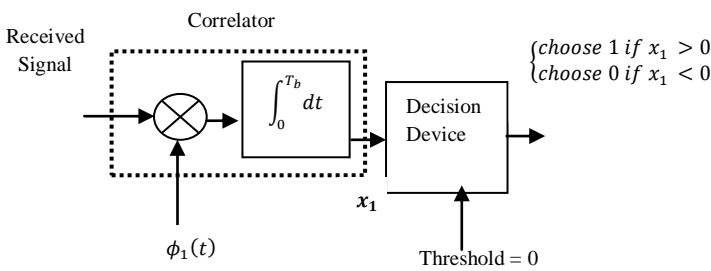 Correlator
Received
Signal
∫₀^{T_b} dt
{choose 1 if x₁ > 0
choose 0 if x₁ < 0
Decision
Device
x₁
ϕ₁(t)
Threshold = 0